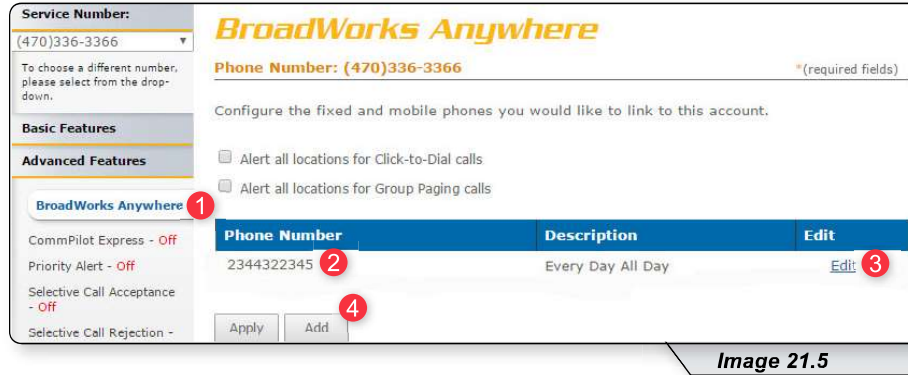 Service Number:
(470)336-3366
To choose a different number,
please select from the drop-
down.
Basic Features
Advanced Features
BroadWorks Anywhere 1
CommPilot Express - Off
Priority Alert - Off
Selective Call Acceptance
- Off
Selective Call Rejection -
BroadWorks Anywhere
Phone Number: (470)336-3366 *(required fields)
Configure the fixed and mobile phones you would like to link to this account.
Alert all locations for Click-to-Dial calls
Alert all locations for Group Paging calls
Phone Number Description Edit
2344322345 2 Every Day All Day Edit 3
4
Apply Add
Image 21.5